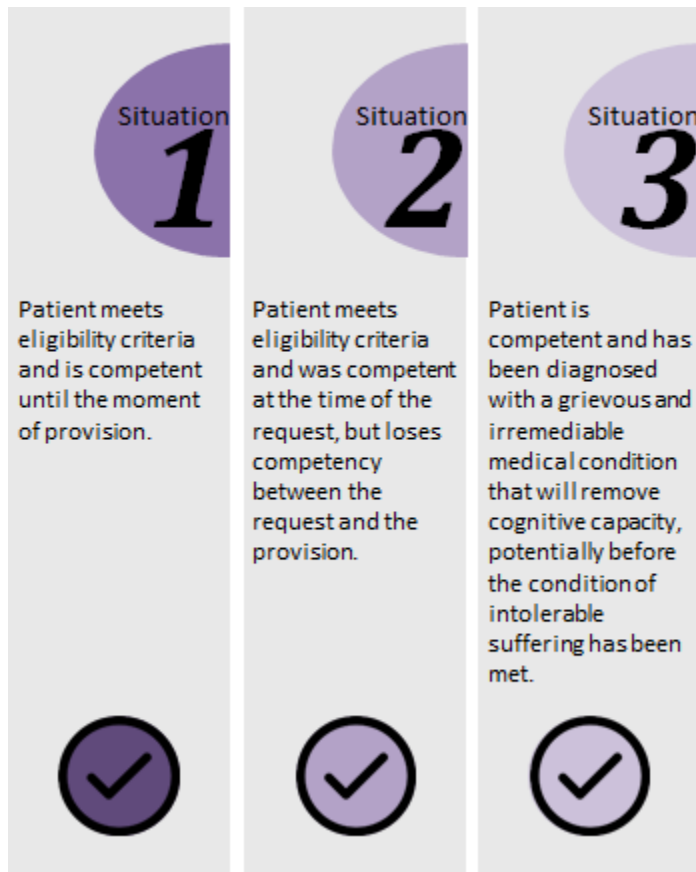 Situation
1
Patient meets
eligibility criteria
and is competent
until the moment
of provision.
Situation
2
Patient meets
eligibility criteria
and was competent
at the time of the
request, but loses
competency
between the
request and the
provision.
Situation
3
Patient is
competent and has
been diagnosed
with a grievous and
irremediable
medical condition
that will remove
cognitive capacity,
potentially before
the condition of
intolerable
suffering has been
met.